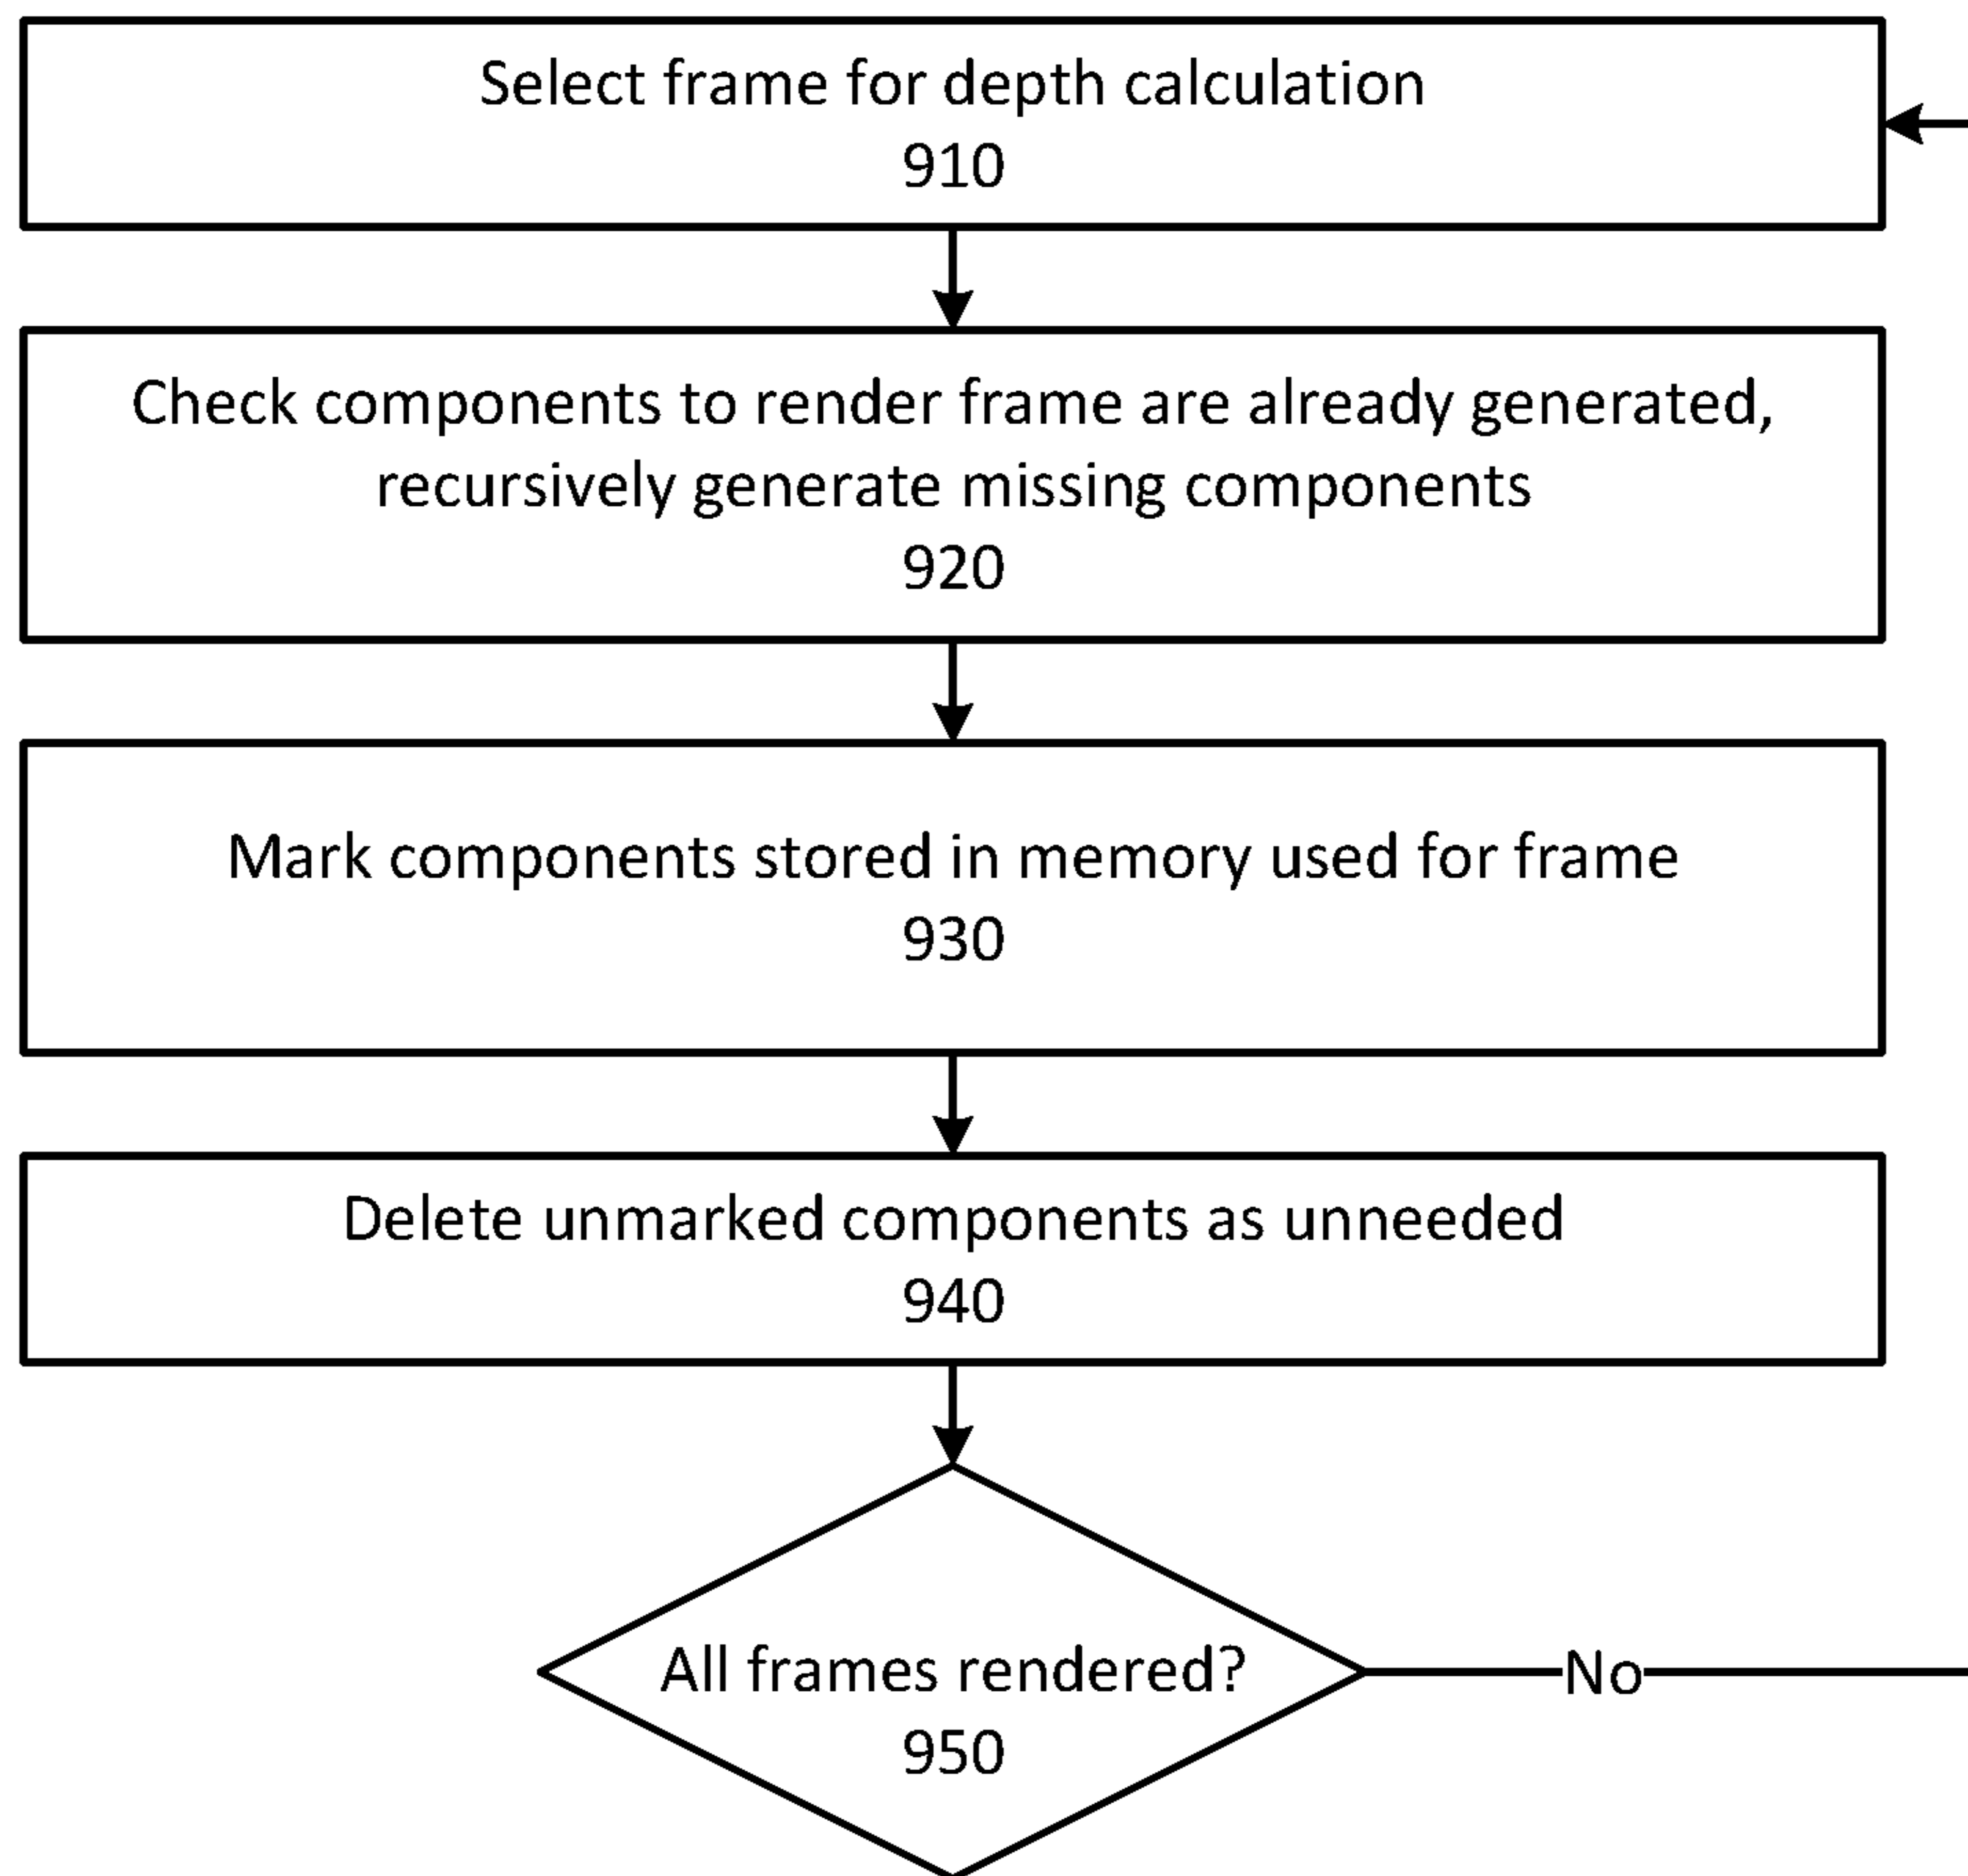 Select frame for depth calculation
910
Check components to render frame are already generated,
recursively generate missing components
920
Mark components stored in memory used for frame
930
Delete unmarked components as unneeded
940
All frames rendered?
No
950